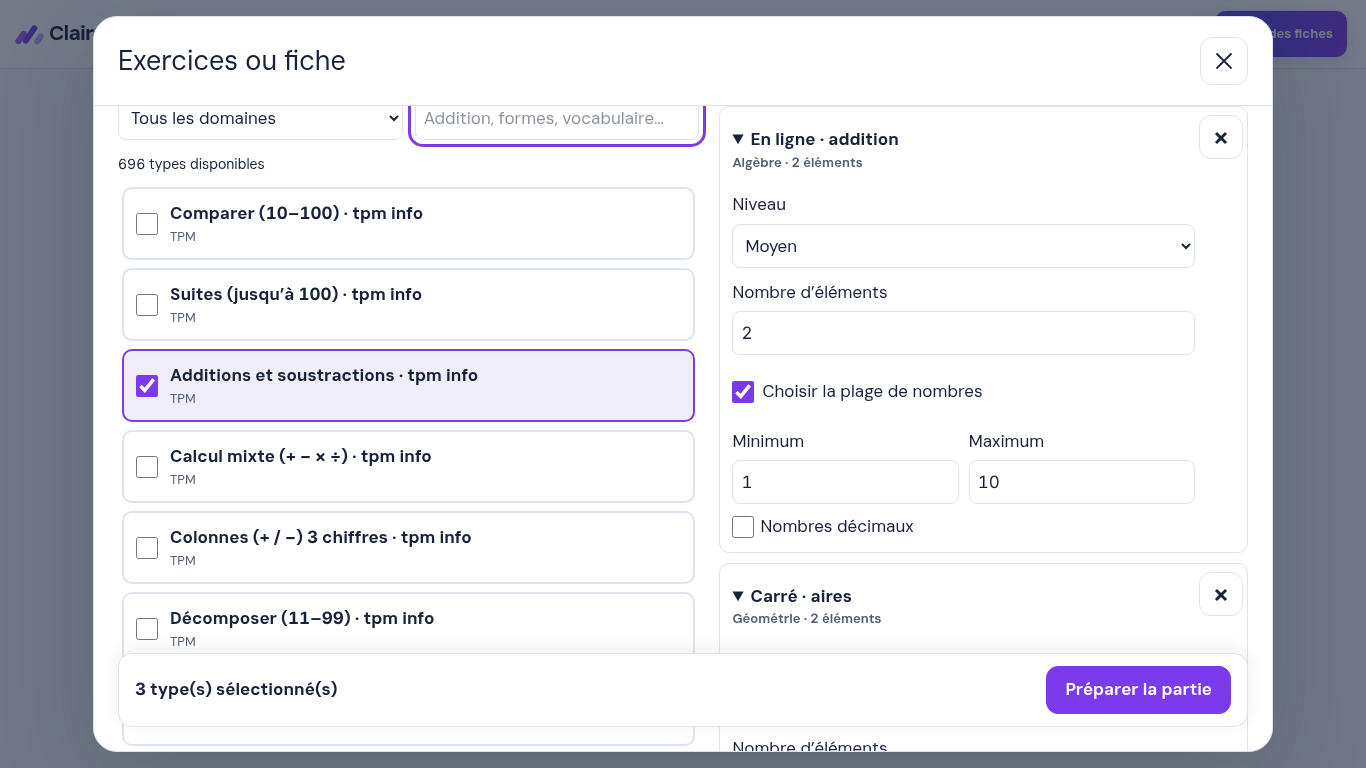 Clair
des fiches
Exercices ou fiche
Tous les domaines
Addition, formes, vocabulaire...
696 types disponibles
Comparer (10–100) · tpm info
TPM
Suites (jusqu’à 100) · tpm info
TPM
Additions et soustractions · tpm info
TPM
Calcul mixte (+ − × ÷) · tpm info
TPM
Colonnes (+ / −) 3 chiffres · tpm info
TPM
Décomposer (11–99) · tpm info
TPM
En ligne · addition
Algèbre · 2 éléments
Niveau
Moyen
Nombre d’éléments
2
Choisir la plage de nombres
Minimum
Maximum
1
10
Nombres décimaux
Carré · aires
Géométrie · 2 éléments
Nombre d’éléments
3 type(s) sélectionné(s)
Préparer la partie